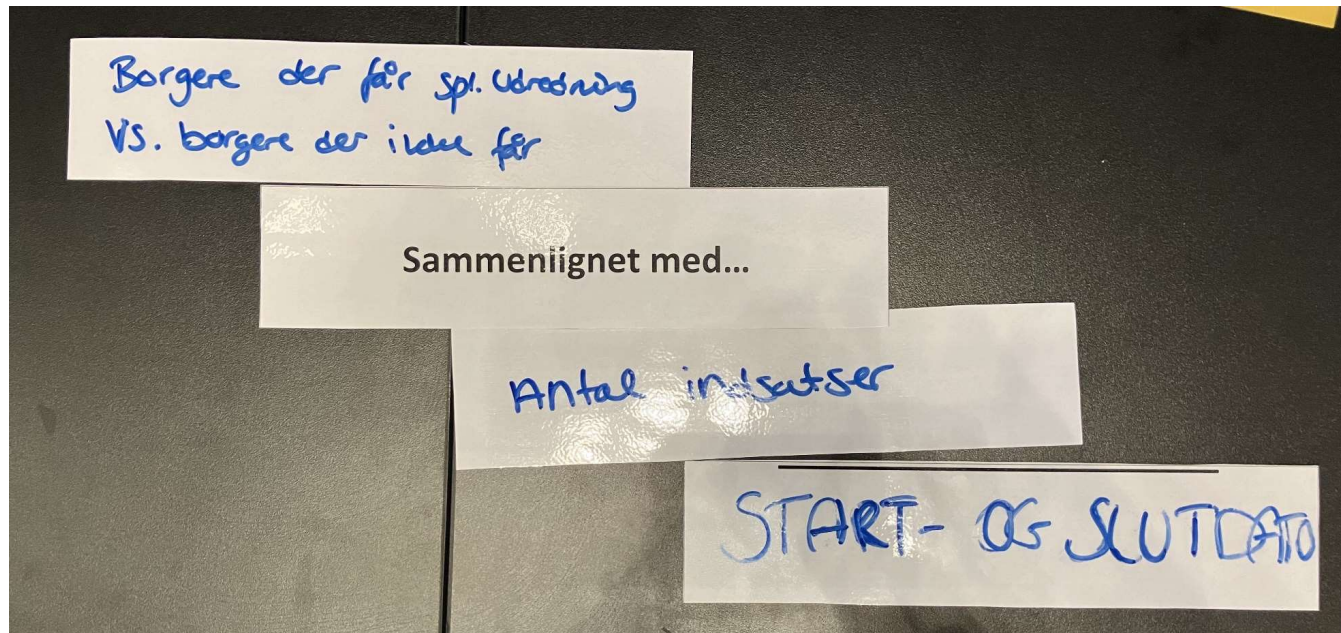 Borgere der får spl. Udredning
VS. borgere der ikke får
Sammenlignet med...
Antal indsatser
START- OG SLUTDATO